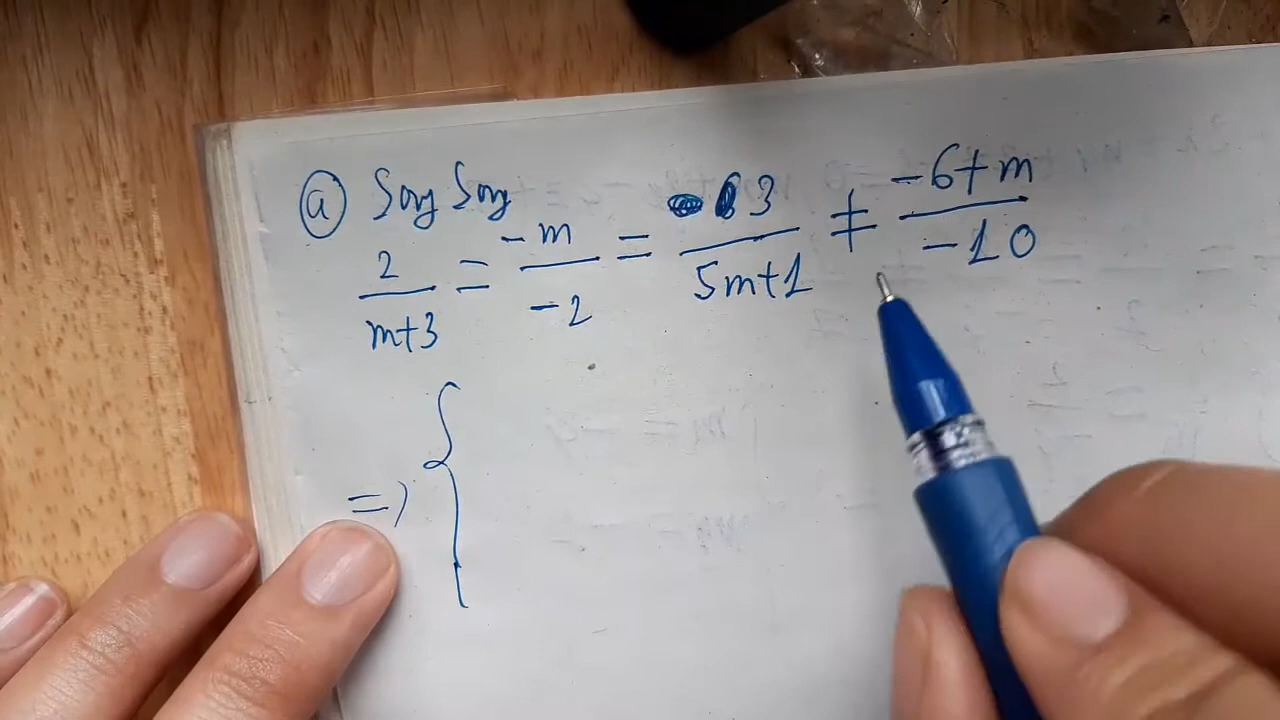 a Song Song
2/(m+3) = -m/-2 = 3/(5m+1) ≠ (-6+m)/-10
=> {